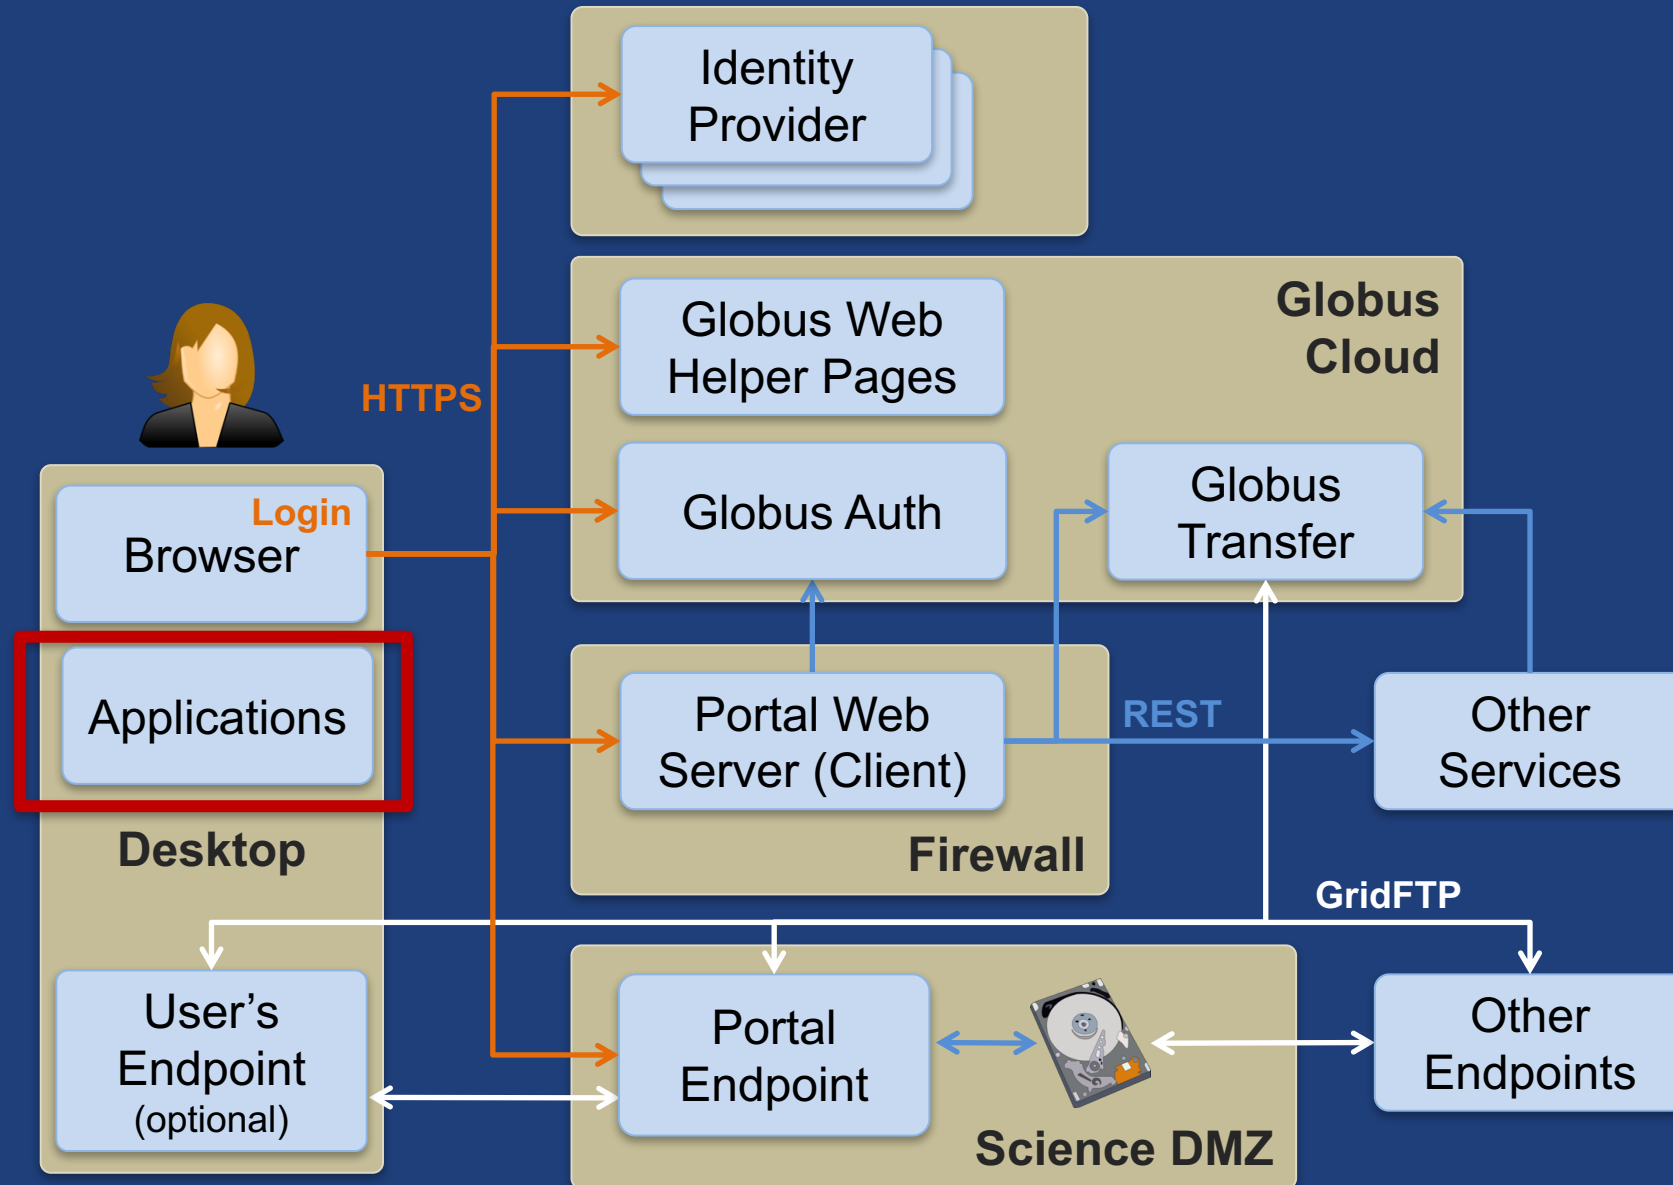 Identity
Provider
Globus Web
Helper Pages
Globus
Cloud
HTTPS
Login
Browser
Globus Auth
Globus
Transfer
Applications
Portal Web
Server (Client)
REST
Other
Services
Desktop
Firewall
GridFTP
User’s
Endpoint
(optional)
Portal
Endpoint
Other
Endpoints
Science DMZ